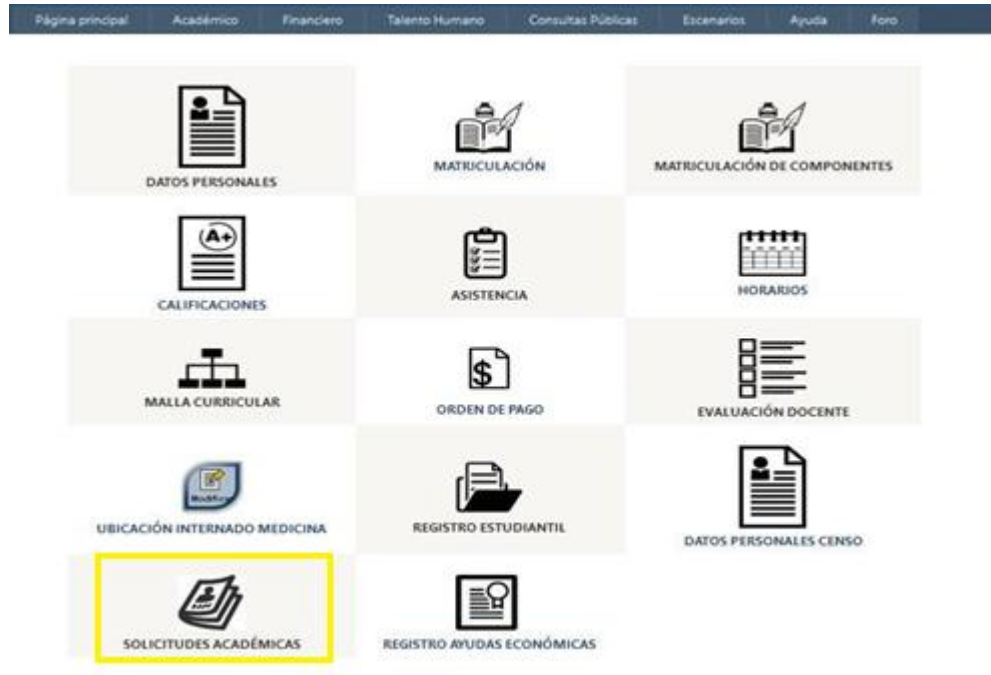 Página principal Académico Financiero Talento Humano Consultas Públicas Escenarios Ayuda Foro
DATOS PERSONALES
MATRICULACIÓN
MATRICULACIÓN DE COMPONENTES
A+
CALIFICACIONES
ASISTENCIA
HORARIOS
MALLA CURRICULAR
$
ORDEN DE PAGO
EVALUACIÓN DOCENTE
UBICACIÓN INTERNADO MEDICINA
REGISTRO ESTUDIANTIL
DATOS PERSONALES CENSO
SOLICITUDES ACADÉMICAS
REGISTRO AYUDAS ECONÓMICAS